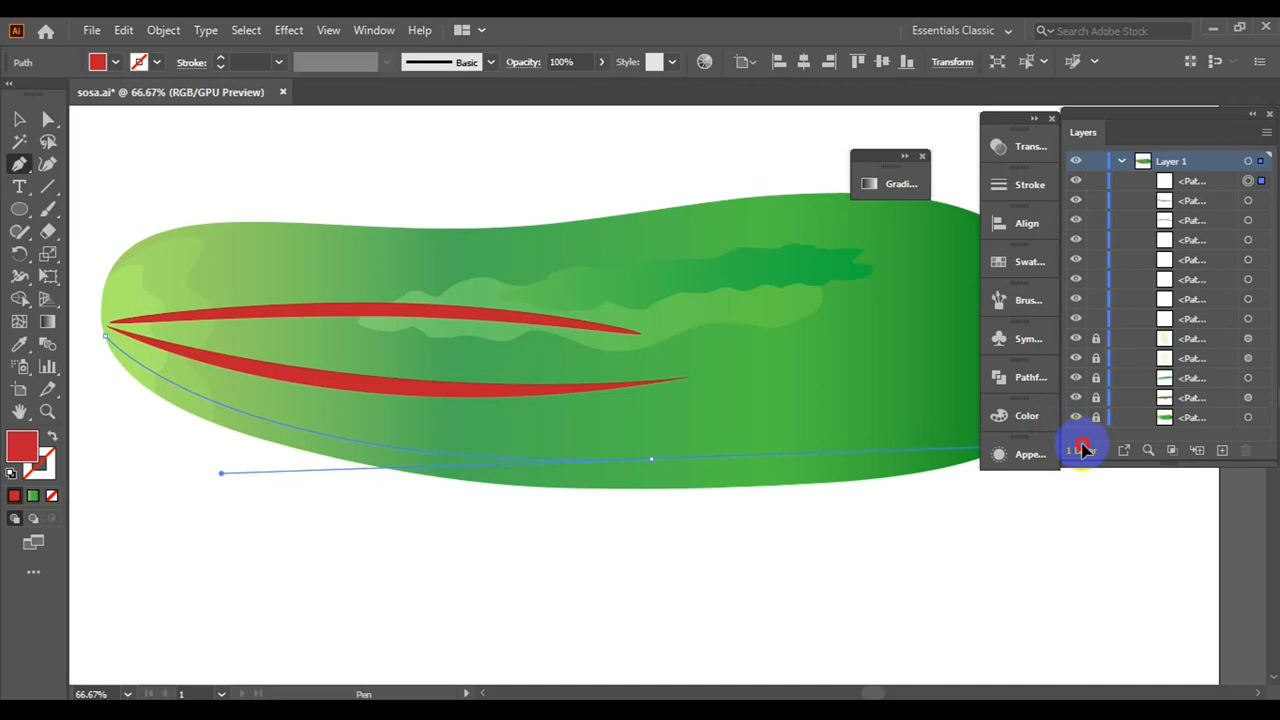 Ai File Edit Object Type Select Effect View Window Help Essentials Classic Search Adobe Stock
Path Stroke: Basic Opacity: 100% Style: Transform
sosa.ai* @ 66.67% (RGB/GPU Preview)
Layers
Trans...
Stroke
Align
Swat...
Brus...
Sym...
Pathf...
Color
Appe...
Gradi...
Layer 1
<Pat...
<Pat...
<Pat...
<Pat...
<Pat...
<Pat...
<Pat...
<Pat...
<Pat...
<Pat...
<Pat...
<Pat...
<Pat...
66.67% 1 Pen